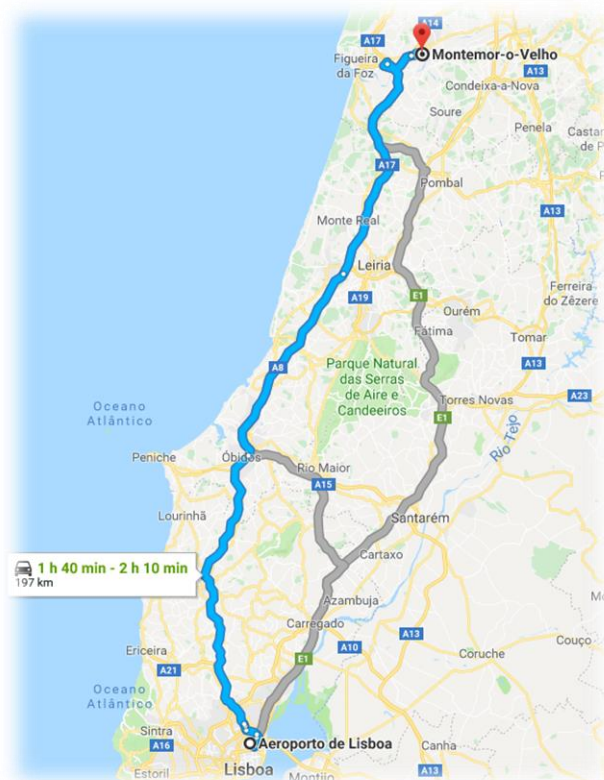 A17
A14
Figueira
da Foz
Montemor-o-Velho
A13
Condeixa-a-Nova
Soure
Penela
A17
Pombal
Monte Real
A13
Leiria
A19
E1
Ourém
Ferreira
do Zêzere
Fátima
Tomar
A8
Parque Natural
das Serras
de Aire e
Candeeiros
A13
Torres Novas
A23
Oceano
Atlântico
E1
Rio Tejo
Peniche
Óbidos
Rio Maior
A15
Lourinhã
Santarém
Cartaxo
1 h 40 min - 2 h 10 min
197 km
Azambuja
Carregado
A13
Couço
Ericeira
A21
E1
A10
Coruche
Oceano
Atlântico
Sintra
A16
Aeroporto de Lisboa
Canha
Estoril
Lisboa
Montijo
A13